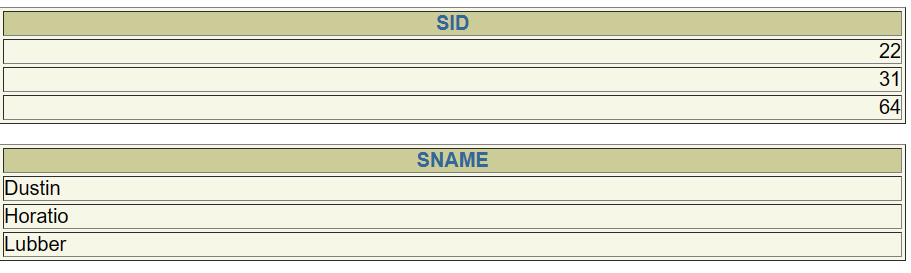 SID
22
31
64
SNAME
Dustin
Horatio
Lubber